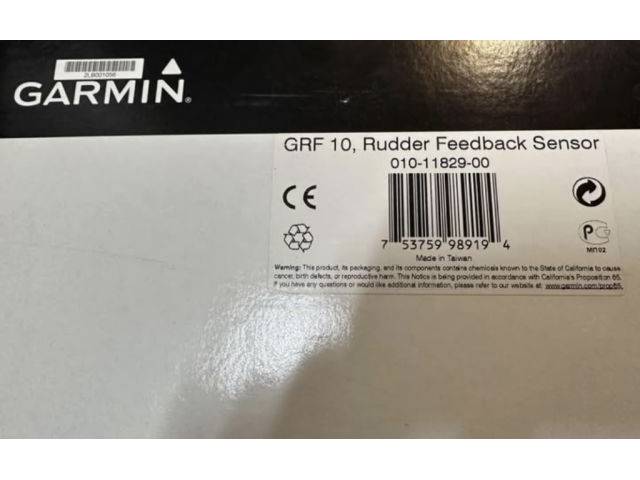 2LB001056
GARMIN®
GRF 10, Rudder Feedback Sensor
010-11829-00
7 53759 98919 4
Made in Taiwan
МП02
Warning: This product, its packaging, and its components contains chemicals known to the State of California to cause
cancer, birth defects, or reproductive harm. This Notice is being provided in accordance with California's Proposition 65.
If you have any questions or would like additional information, please refer to our website at: www.garmin.com/prop65.